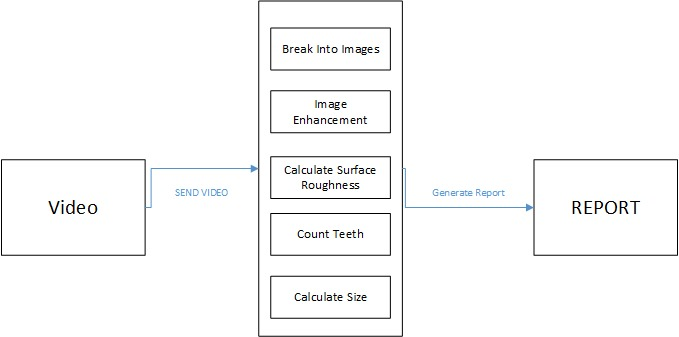 Break Into Images
Image
Enhancement
Video
SEND VIDEO
Calculate Surface
Roughness
Count Teeth
Calculate Size
Generate Report
REPORT